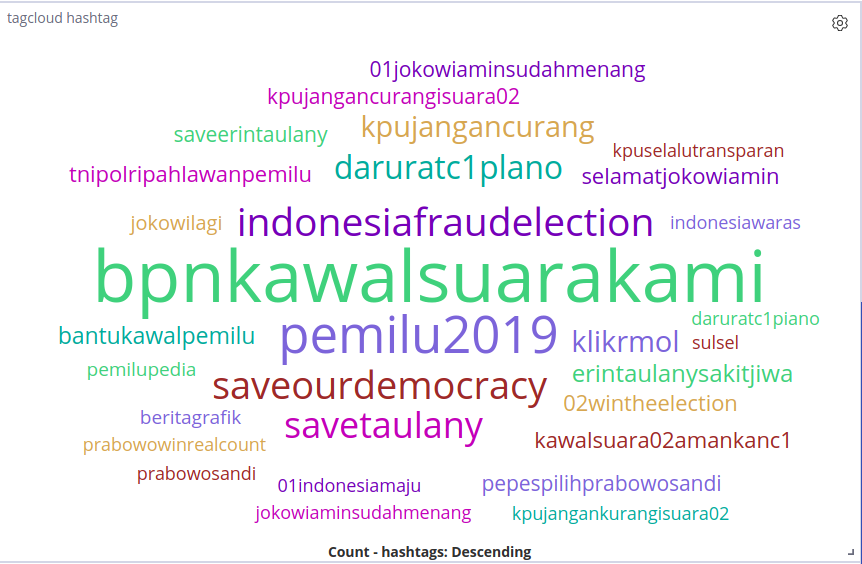 tagcloud hashtag
01jokowiaminsudahmenang
kpujangancurangisuara02
saveerintaulany kpujangancurang
kpuselalutransparan
tnipolripahlawanpemilu daruratc1plano selamatjokowiamin
jokowilagi indonesiafraudelection indonesiawaras
bpnkawalsuarakami
daruratc1piano
bantukawalpemilu pemilu2019 klikrmol sulsel
pemilupedia saveourdemocracy erintaulanysakitjiwa
beritagrafik savetaulany 02wintheelection
prabowowinrealcount kawalsuara02amankanc1
prabowosandi 01indonesiamaju pepespilihprabowosandi
jokowiaminsudahmenang kpujangankurangisuara02
Count - hashtags: Descending